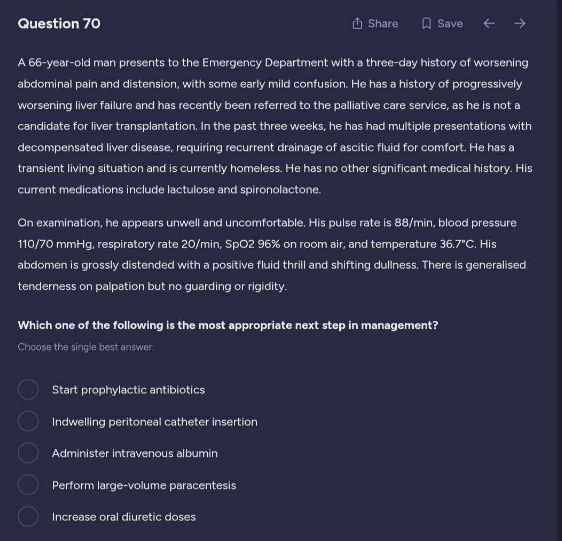 Question 70
Share
Save
A 66-year-old man presents to the Emergency Department with a three-day history of worsening
abdominal pain and distension, with some early mild confusion. He has a history of progressively
worsening liver failure and has recently been referred to the palliative care service, as he is not a
candidate for liver transplantation. In the past three weeks, he has had multiple presentations with
decompensated liver disease, requiring recurrent drainage of ascitic fluid for comfort. He has a
transient living situation and is currently homeless. He has no other significant medical history. His
current medications include lactulose and spironolactone.
On examination, he appears unwell and uncomfortable. His pulse rate is 88/min, blood pressure
110/70 mmHg, respiratory rate 20/min, SpO2 96% on room air, and temperature 36.7°C. His
abdomen is grossly distended with a positive fluid thrill and shifting dullness. There is generalised
tenderness on palpation but no guarding or rigidity.
Which one of the following is the most appropriate next step in management?
Choose the single best answer.
Start prophylactic antibiotics
Indwelling peritoneal catheter insertion
Administer intravenous albumin
Perform large-volume paracentesis
Increase oral diuretic doses